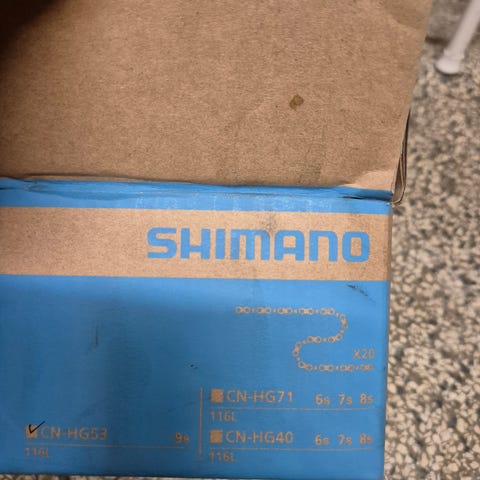 SHIMANO
X20
CN-HG71 6s 7s 8s
116L
CN-HG53 9s
116L
CN-HG40 6s 7s 8s
116L